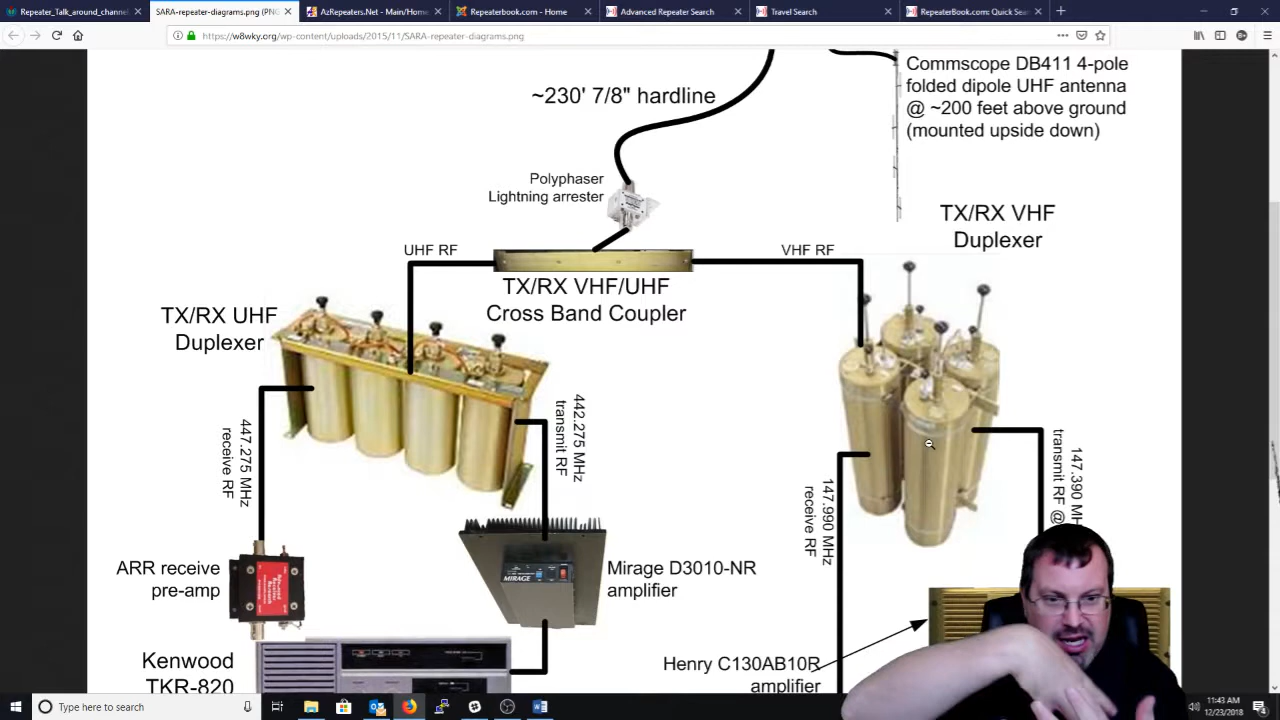 Repeater_Talk_around_channel
SARA-repeater-diagrams.png (PNG
AzRepeaters.Net - Main/Home
Repeaterbook.com - Home
Advanced Repeater Search
Travel Search
RepeaterBook.com: Quick Sear
https://w8wky.org/wp-content/uploads/2015/11/SARA-repeater-diagrams.png
Commscope DB411 4-pole
folded dipole UHF antenna
@ ~200 feet above ground
(mounted upside down)
~230' 7/8" hardline
Polyphaser
Lightning arrester
TX/RX VHF
Duplexer
UHF RF
VHF RF
TX/RX VHF/UHF
Cross Band Coupler
TX/RX UHF
Duplexer
447.275 MHz
receive RF
442.275 MHz
transmit RF
147.990 MHz
receive RF
147.390 MH
transmit RF @
ARR receive
pre-amp
MIRAGE
Mirage D3010-NR
amplifier
Kenwood
TKR-820
Henry C130AB10R
amplifier
Type here to search
11:43 AM
12/23/2018